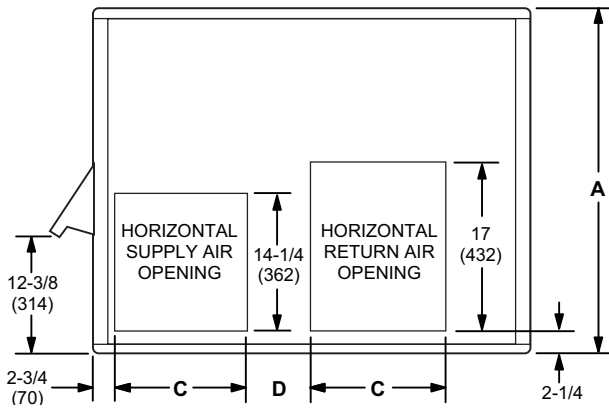 A
HORIZONTAL
SUPPLY AIR
OPENING
14-1/4
(362)
HORIZONTAL
RETURN AIR
OPENING
17
(432)
12-3/8
(314)
2-3/4
(70)
C
D
C
2-1/4